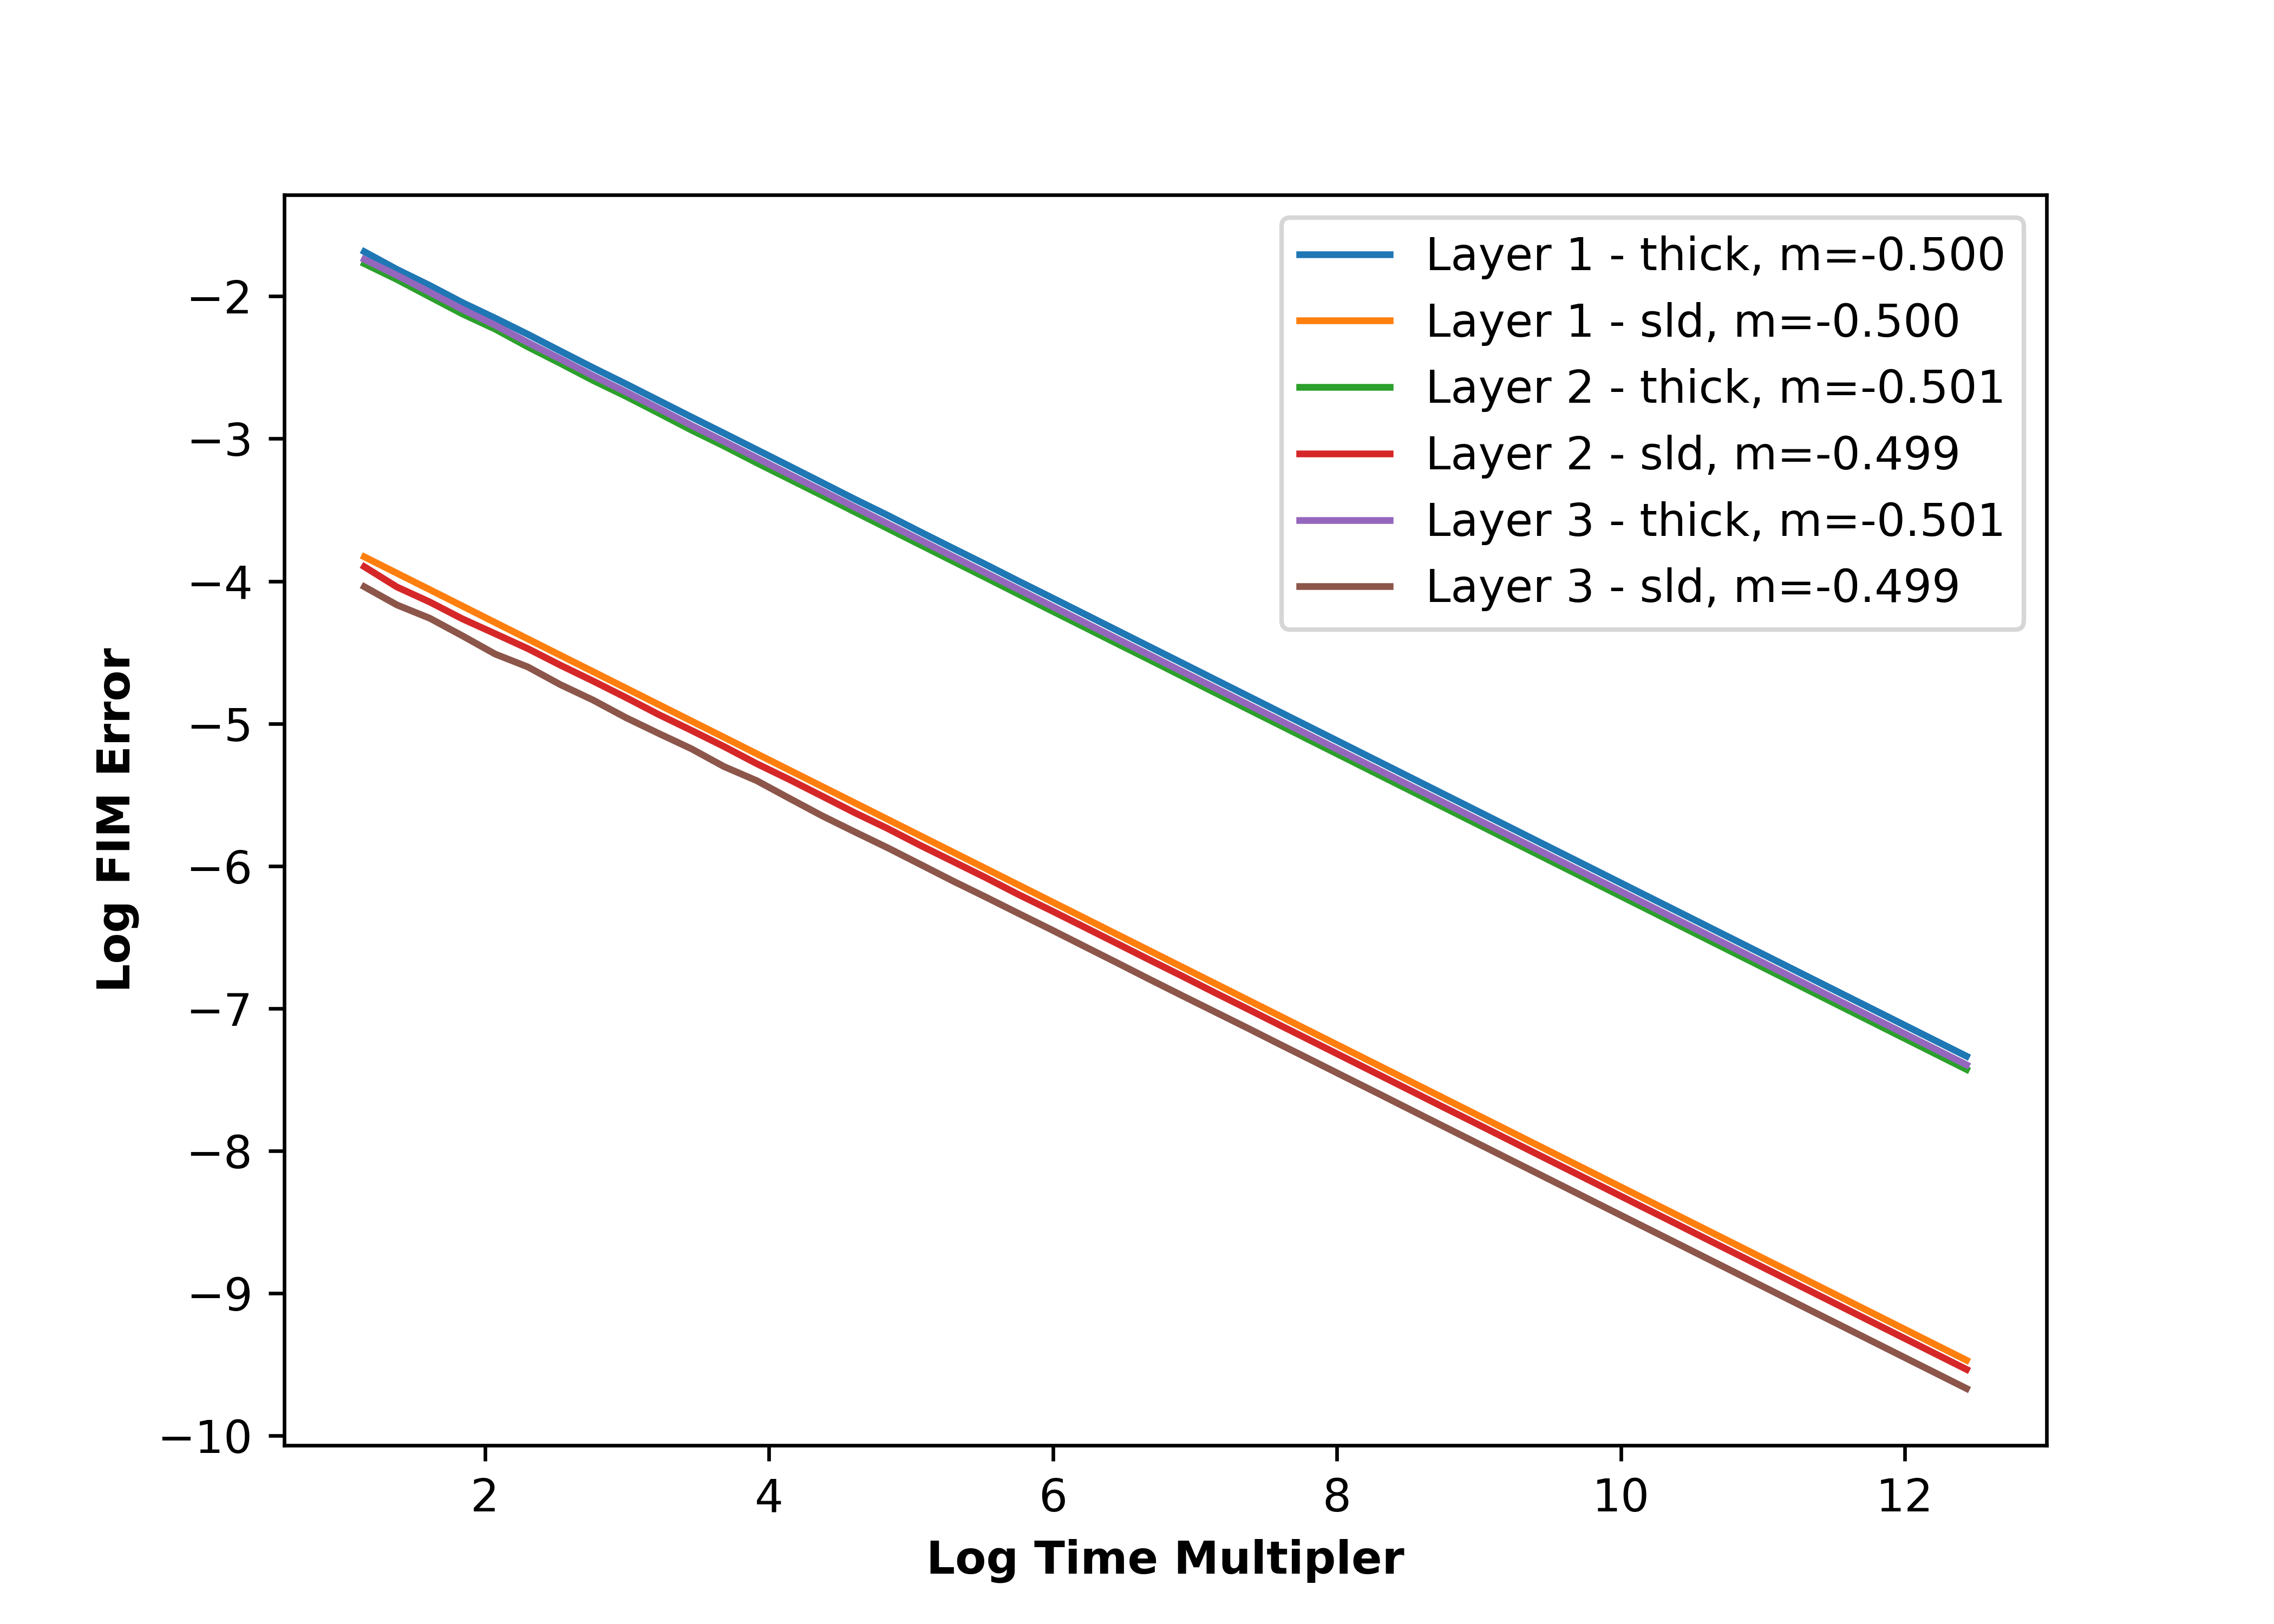 Layer 1 - thick, m=-0.500
Layer 1 - sld, m=-0.500
Layer 2 - thick, m=-0.501
Layer 2 - sld, m=-0.499
Layer 3 - thick, m=-0.501
Layer 3 - sld, m=-0.499
Log FIM Error
−2
−3
−4
−5
−6
−7
−8
−9
−10
2 4 6 8 10 12
Log Time Multipler